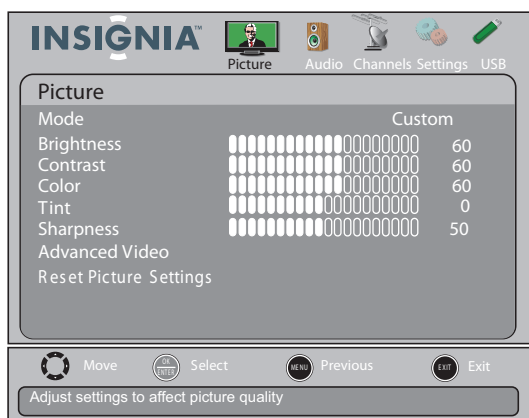 INSIGNIA™
Picture Audio Channels Settings USB
Picture
Mode Custom
Brightness 60
Contrast 60
Color 60
Tint 0
Sharpness 50
Advanced Video
Reset Picture Settings
Move OK ENTER Select MENU Previous EXIT Exit
Adjust settings to affect picture quality